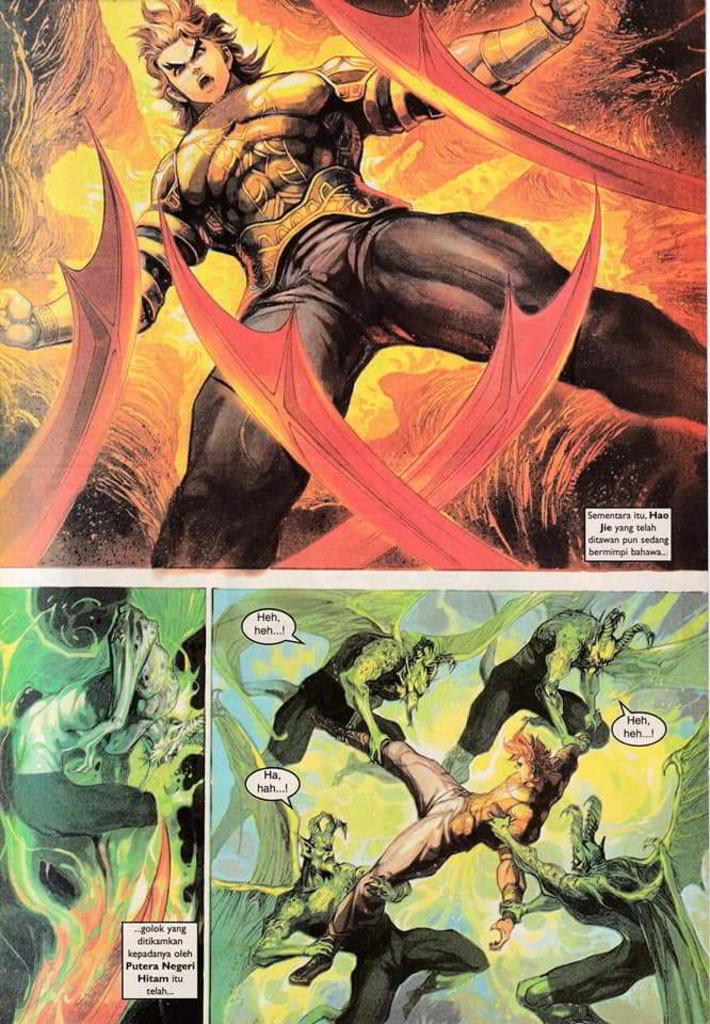 Sementara itu, Hao
Jie yang telah
ditawan pun sedang
bermimpi bahawa...
...golok yang
ditikamkan
kepadanya oleh
Putera Negeri
Hitam itu
telah...
Heh,
heh...!
Heh,
heh...!
Ha,
hah...!